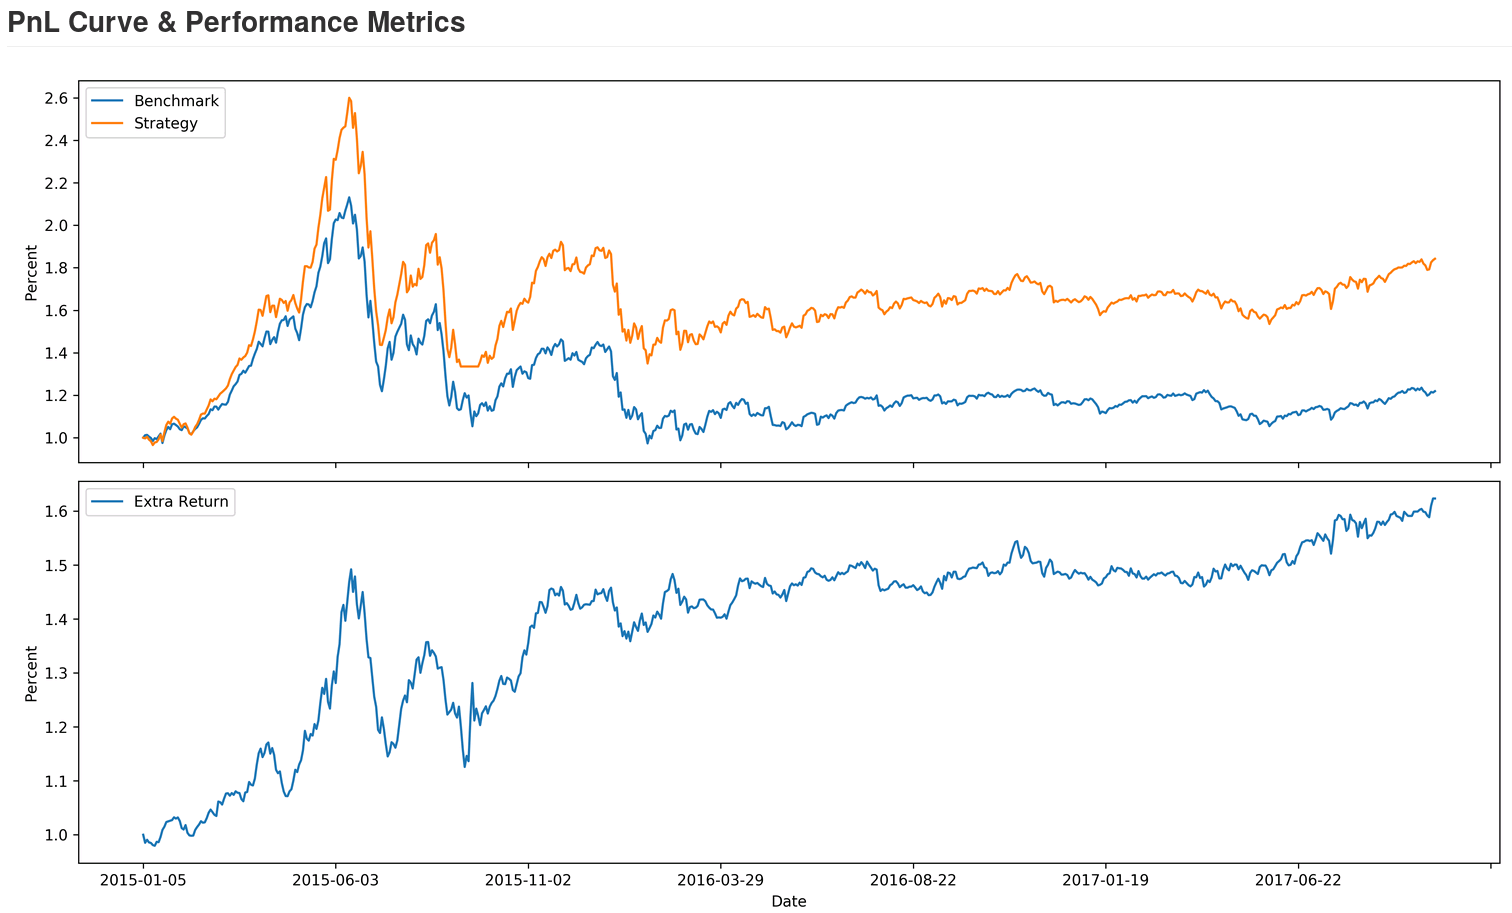 PnL Curve & Performance Metrics
Benchmark
Strategy
Percent
2.6
2.4
2.2
2.0
1.8
1.6
1.4
1.2
1.0
Extra Return
Percent
1.6
1.5
1.4
1.3
1.2
1.1
1.0
2015-01-05 2015-06-03 2015-11-02 2016-03-29 2016-08-22 2017-01-19 2017-06-22
Date